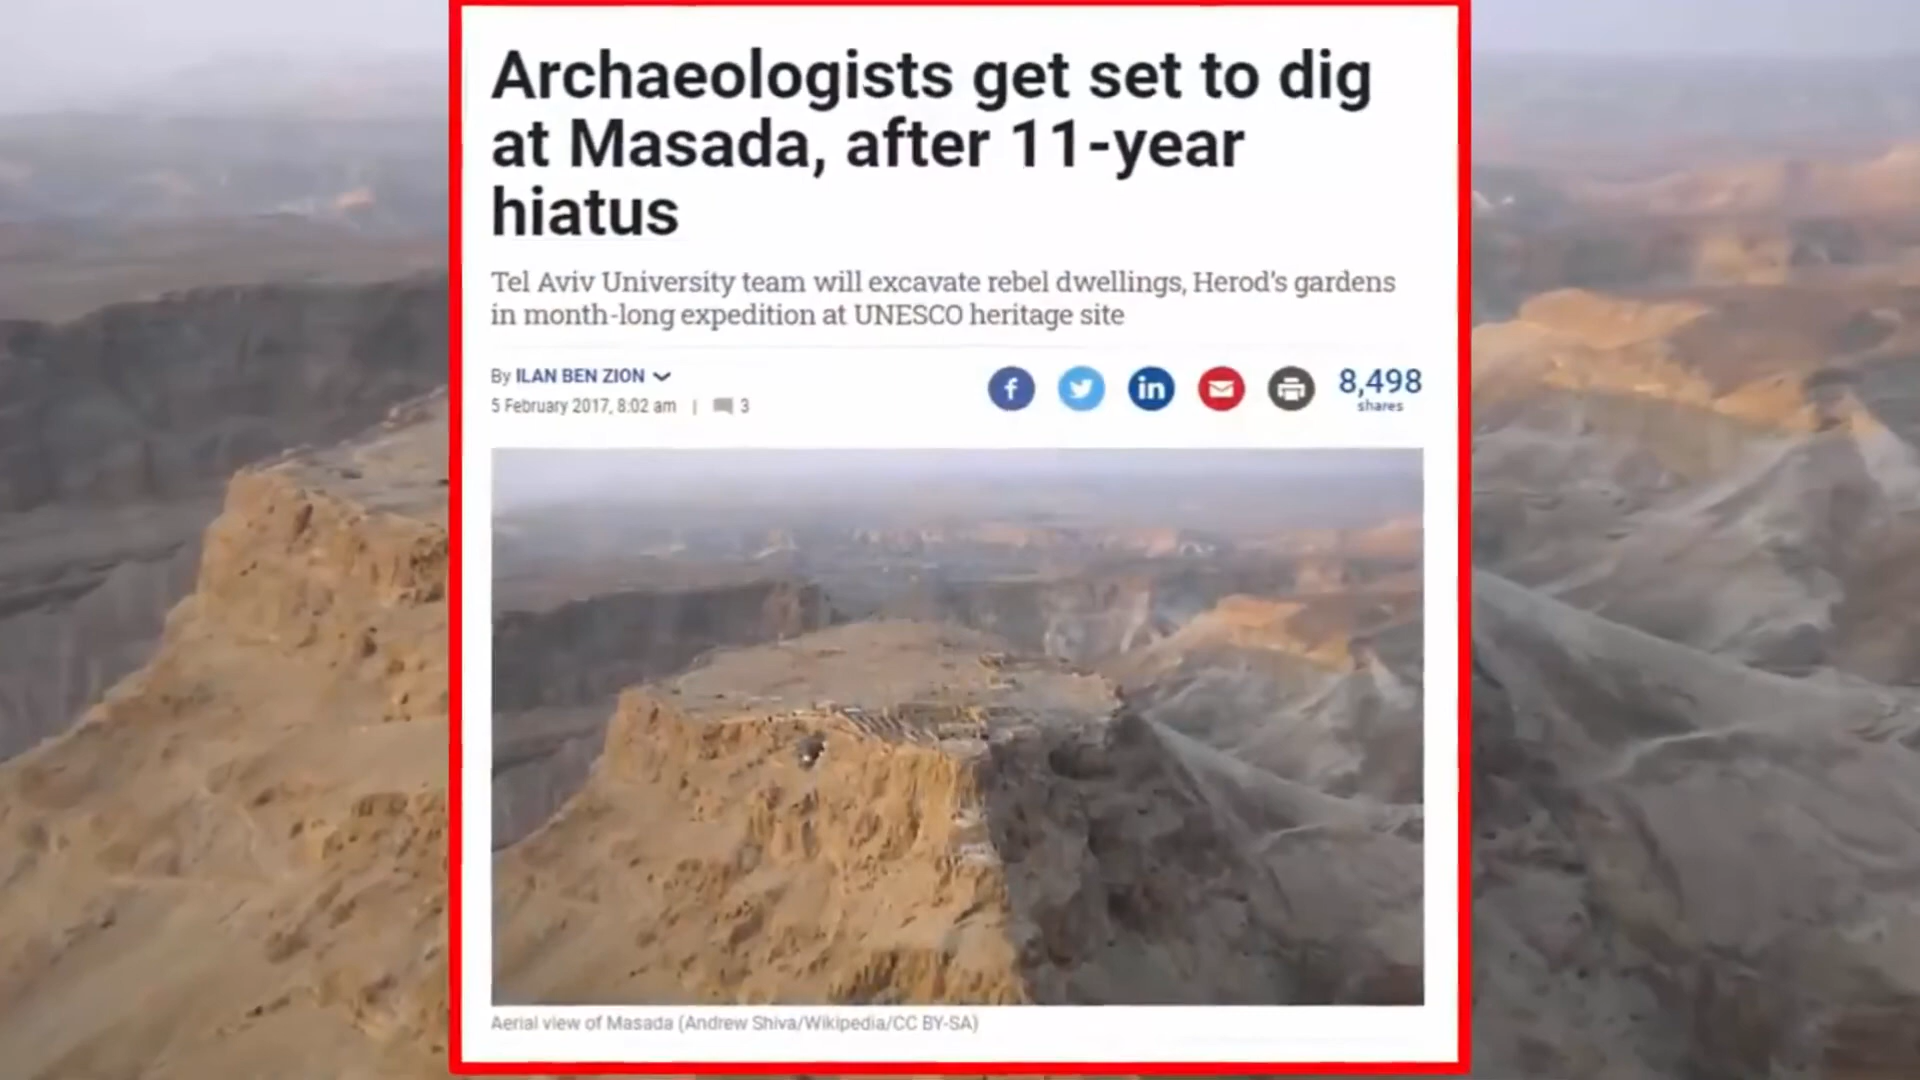 Archaeologists get set to dig
at Masada, after 11-year
hiatus
Tel Aviv University team will excavate rebel dwellings, Herod's gardens
in month-long expedition at UNESCO heritage site
By ILAN BEN ZION
5 February 2017, 8:02 am | 3
f in 8,498
shares
Aerial view of Masada (Andrew Shiva/Wikipedia/CC BY-SA)